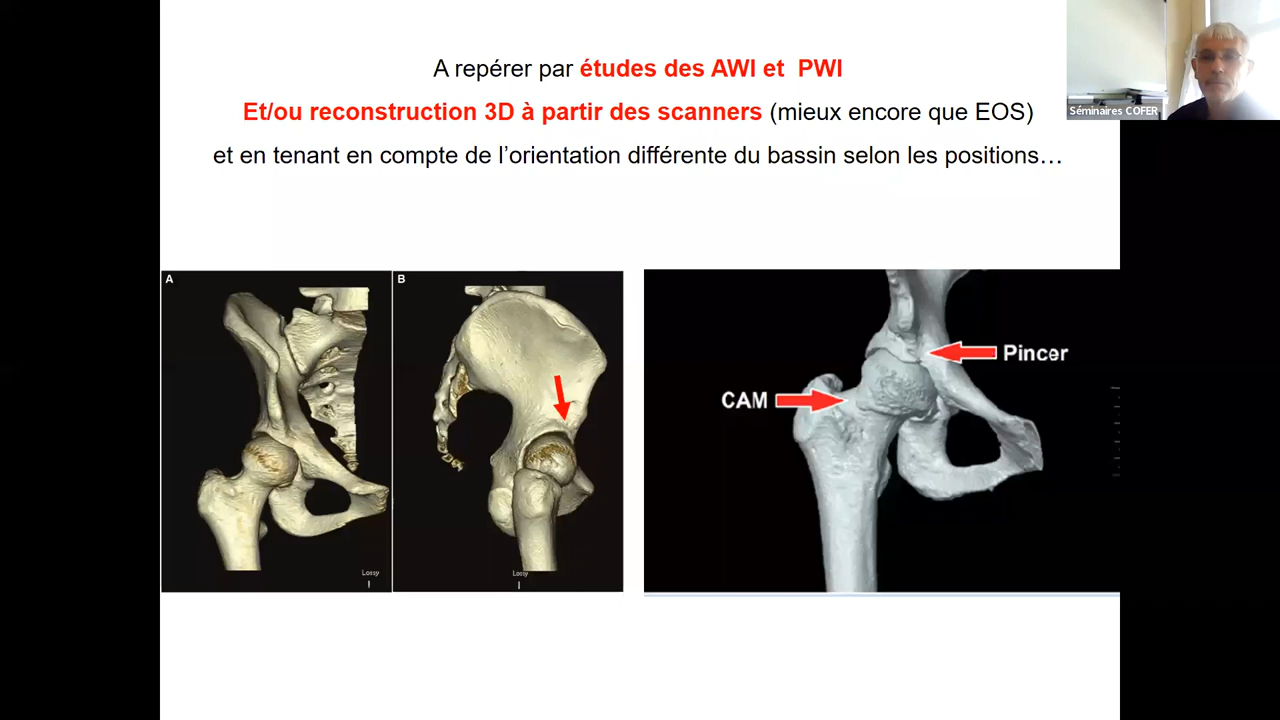 A repérer par études des AWI et  PWI
Et/ou reconstruction 3D à partir des scanners (mieux encore que EOS)
et en tenant en compte de l’orientation différente du bassin selon les positions…
Séminaires COFER
A
B
Pincer
CAM
Lossy
Lossy